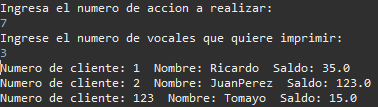 Ingresa el numero de accion a realizar:
7
Ingrese el numero de vocales que quiere imprimir:
3
Numero de cliente: 1  Nombre: Ricardo  Saldo: 35.0
Numero de cliente: 2  Nombre: JuanPerez  Saldo: 123.0
Numero de cliente: 123  Nombre: Tomayo  Saldo: 15.0